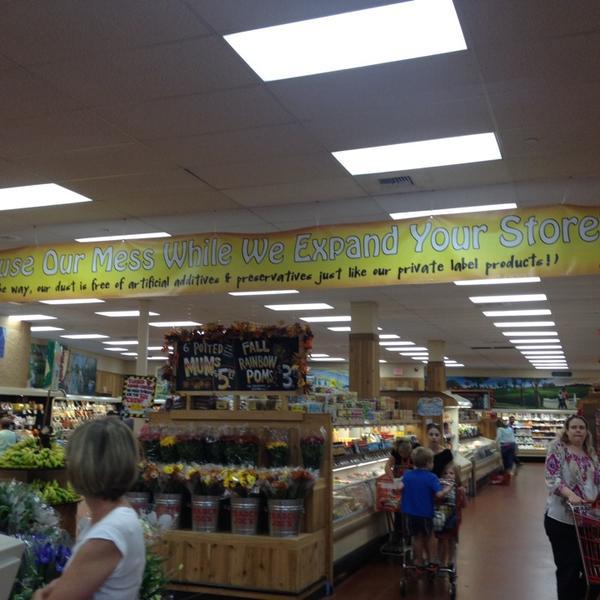 use Our Mess While We Expand Your Store
way, our dust is free of artificial additives & preservatives just like our private label products!)
6 POTTED
MUMS
$5
FALL
RAINBOW
POMS